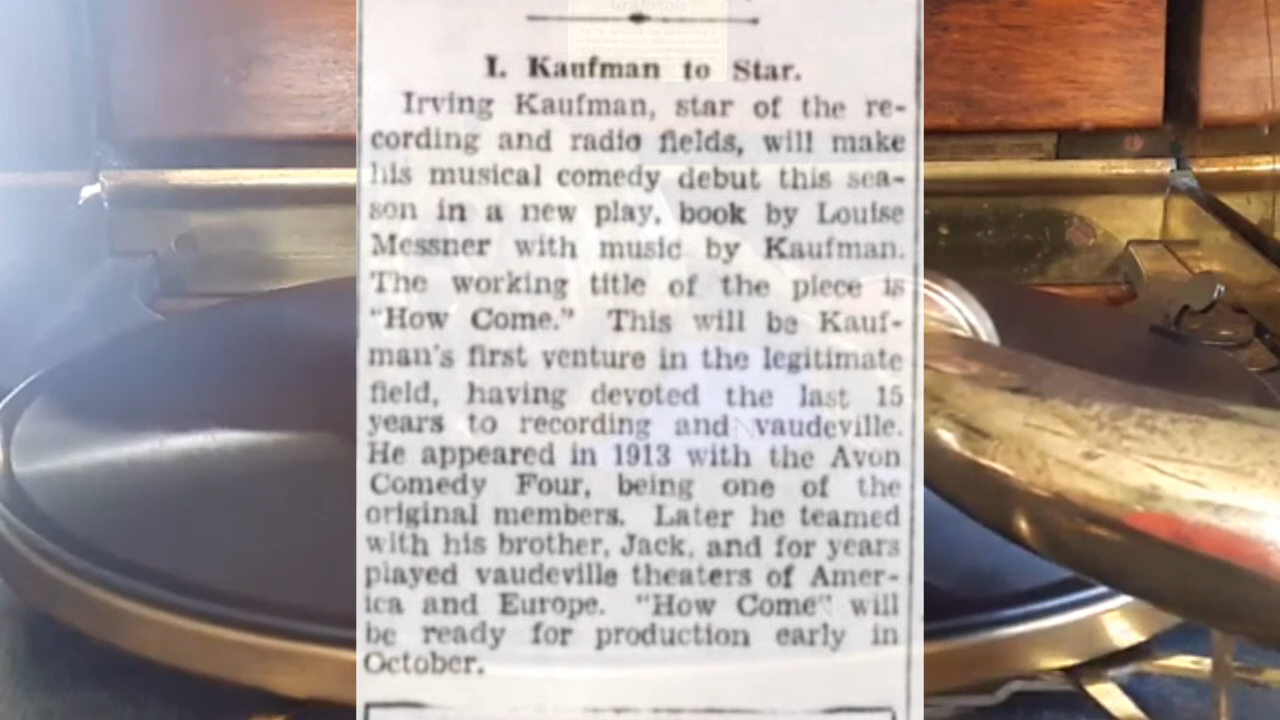 I. Kaufman to Star.
Irving Kaufman, star of the re-
cording and radio fields, will make
his musical comedy debut this sea-
son in a new play, book by Louise
Messner with music by Kaufman.
The working title of the piece is
"How Come." This will be Kauf-
man's first venture in the legitimate
field, having devoted the last 15
years to recording and vaudeville.
He appeared in 1913 with the Avon
Comedy Four, being one of the
original members. Later he teamed
with his brother, Jack, and for years
played vaudeville theaters of Amer-
ica and Europe. "How Come" will
be ready for production early in
October.